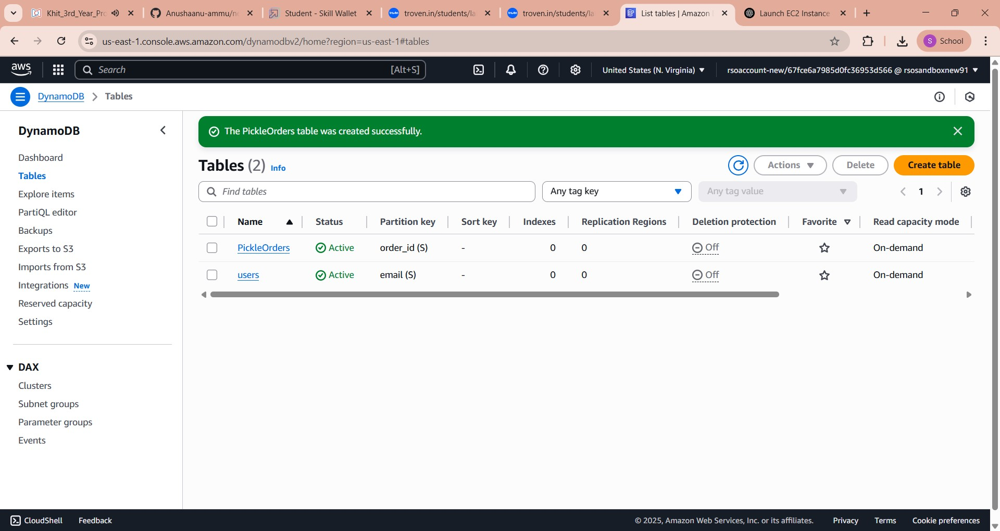 Khit_3rd_Year_Pro
Anushaanu-ammu/n
Student - Skill Wallet
troven.in/students/la
troven.in/students/la
List tables | Amazon
Launch EC2 Instance
us-east-1.console.aws.amazon.com/dynamodbv2/home?region=us-east-1#tables
S School
aws
Search [Alt+S]
United States (N. Virginia)
rsoaccount-new/67fce6a7985d0fc36953d566 @ rsosandboxnew91
DynamoDB > Tables
DynamoDB
Dashboard
Tables
Explore items
PartiQL editor
Backups
Exports to S3
Imports from S3
Integrations New
Reserved capacity
Settings
DAX
Clusters
Subnet groups
Parameter groups
Events
The PickleOrders table was created successfully.
Tables (2) Info
Actions
Delete
Create table
Find tables
Any tag key
Any tag value
1
Name Status Partition key Sort key Indexes Replication Regions Deletion protection Favorite Read capacity mode
PickleOrders Active order_id (S) - 0 0 Off On-demand
users Active email (S) - 0 0 Off On-demand
CloudShell Feedback
© 2025, Amazon Web Services, Inc. or its affiliates. Privacy Terms Cookie preferences